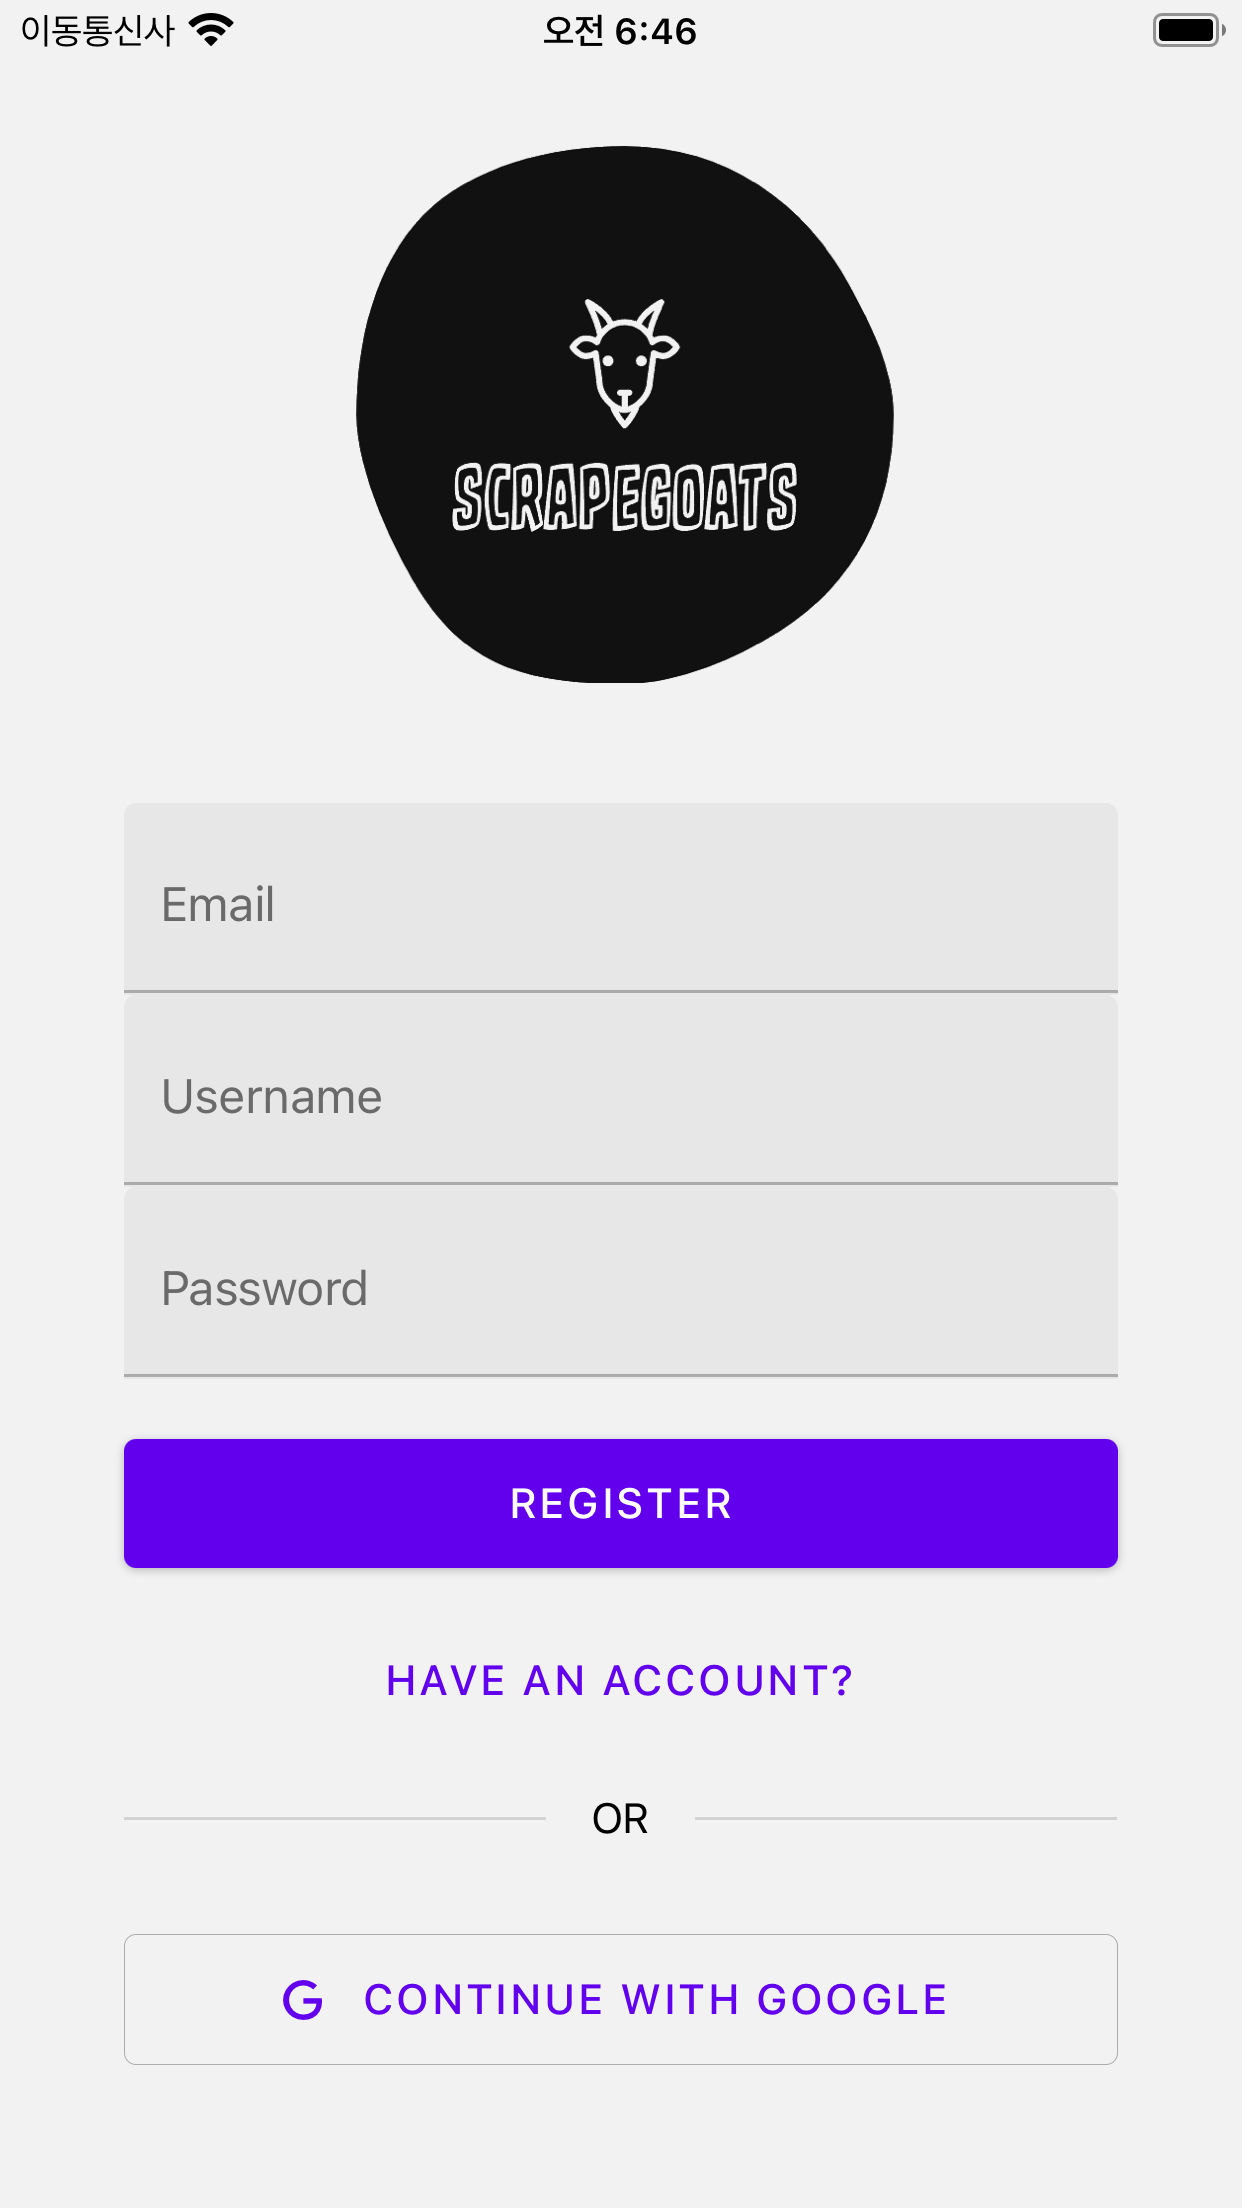 이동통신사 오전 6:46
SCRAPEGOATS
Email
Username
Password
REGISTER
HAVE AN ACCOUNT?
OR
CONTINUE WITH GOOGLE